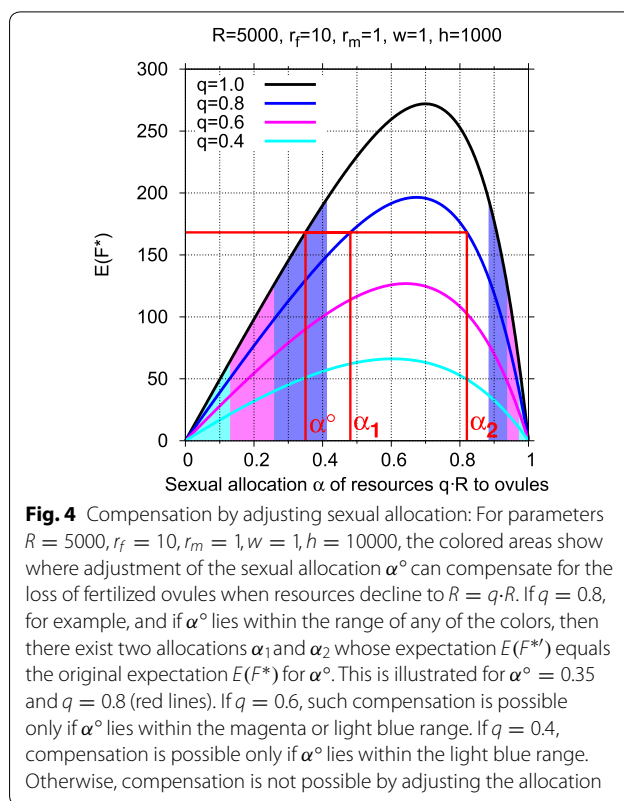 R=5000, r_f=10, r_m=1, w=1, h=1000
300
250
200
150
100
50
0
E(F*)
q=1.0
q=0.8
q=0.6
q=0.4
α° α₁ α₂
0 0.2 0.4 0.6 0.8 1
Sexual allocation α of resources q·R to ovules
Fig. 4 Compensation by adjusting sexual allocation: For parameters
R = 5000, r_f = 10, r_m = 1, w = 1, h = 10000, the colored areas show
where adjustment of the sexual allocation α° can compensate for the
loss of fertilized ovules when resources decline to R = q·R. If q = 0.8,
for example, and if α° lies within the range of any of the colors, then
there exist two allocations α₁ and α₂ whose expectation E(F*′) equals
the original expectation E(F*) for α°. This is illustrated for α° = 0.35
and q = 0.8 (red lines). If q = 0.6, such compensation is possible
only if α° lies within the magenta or light blue range. If q = 0.4,
compensation is possible only if α° lies within the light blue range.
Otherwise, compensation is not possible by adjusting the allocation